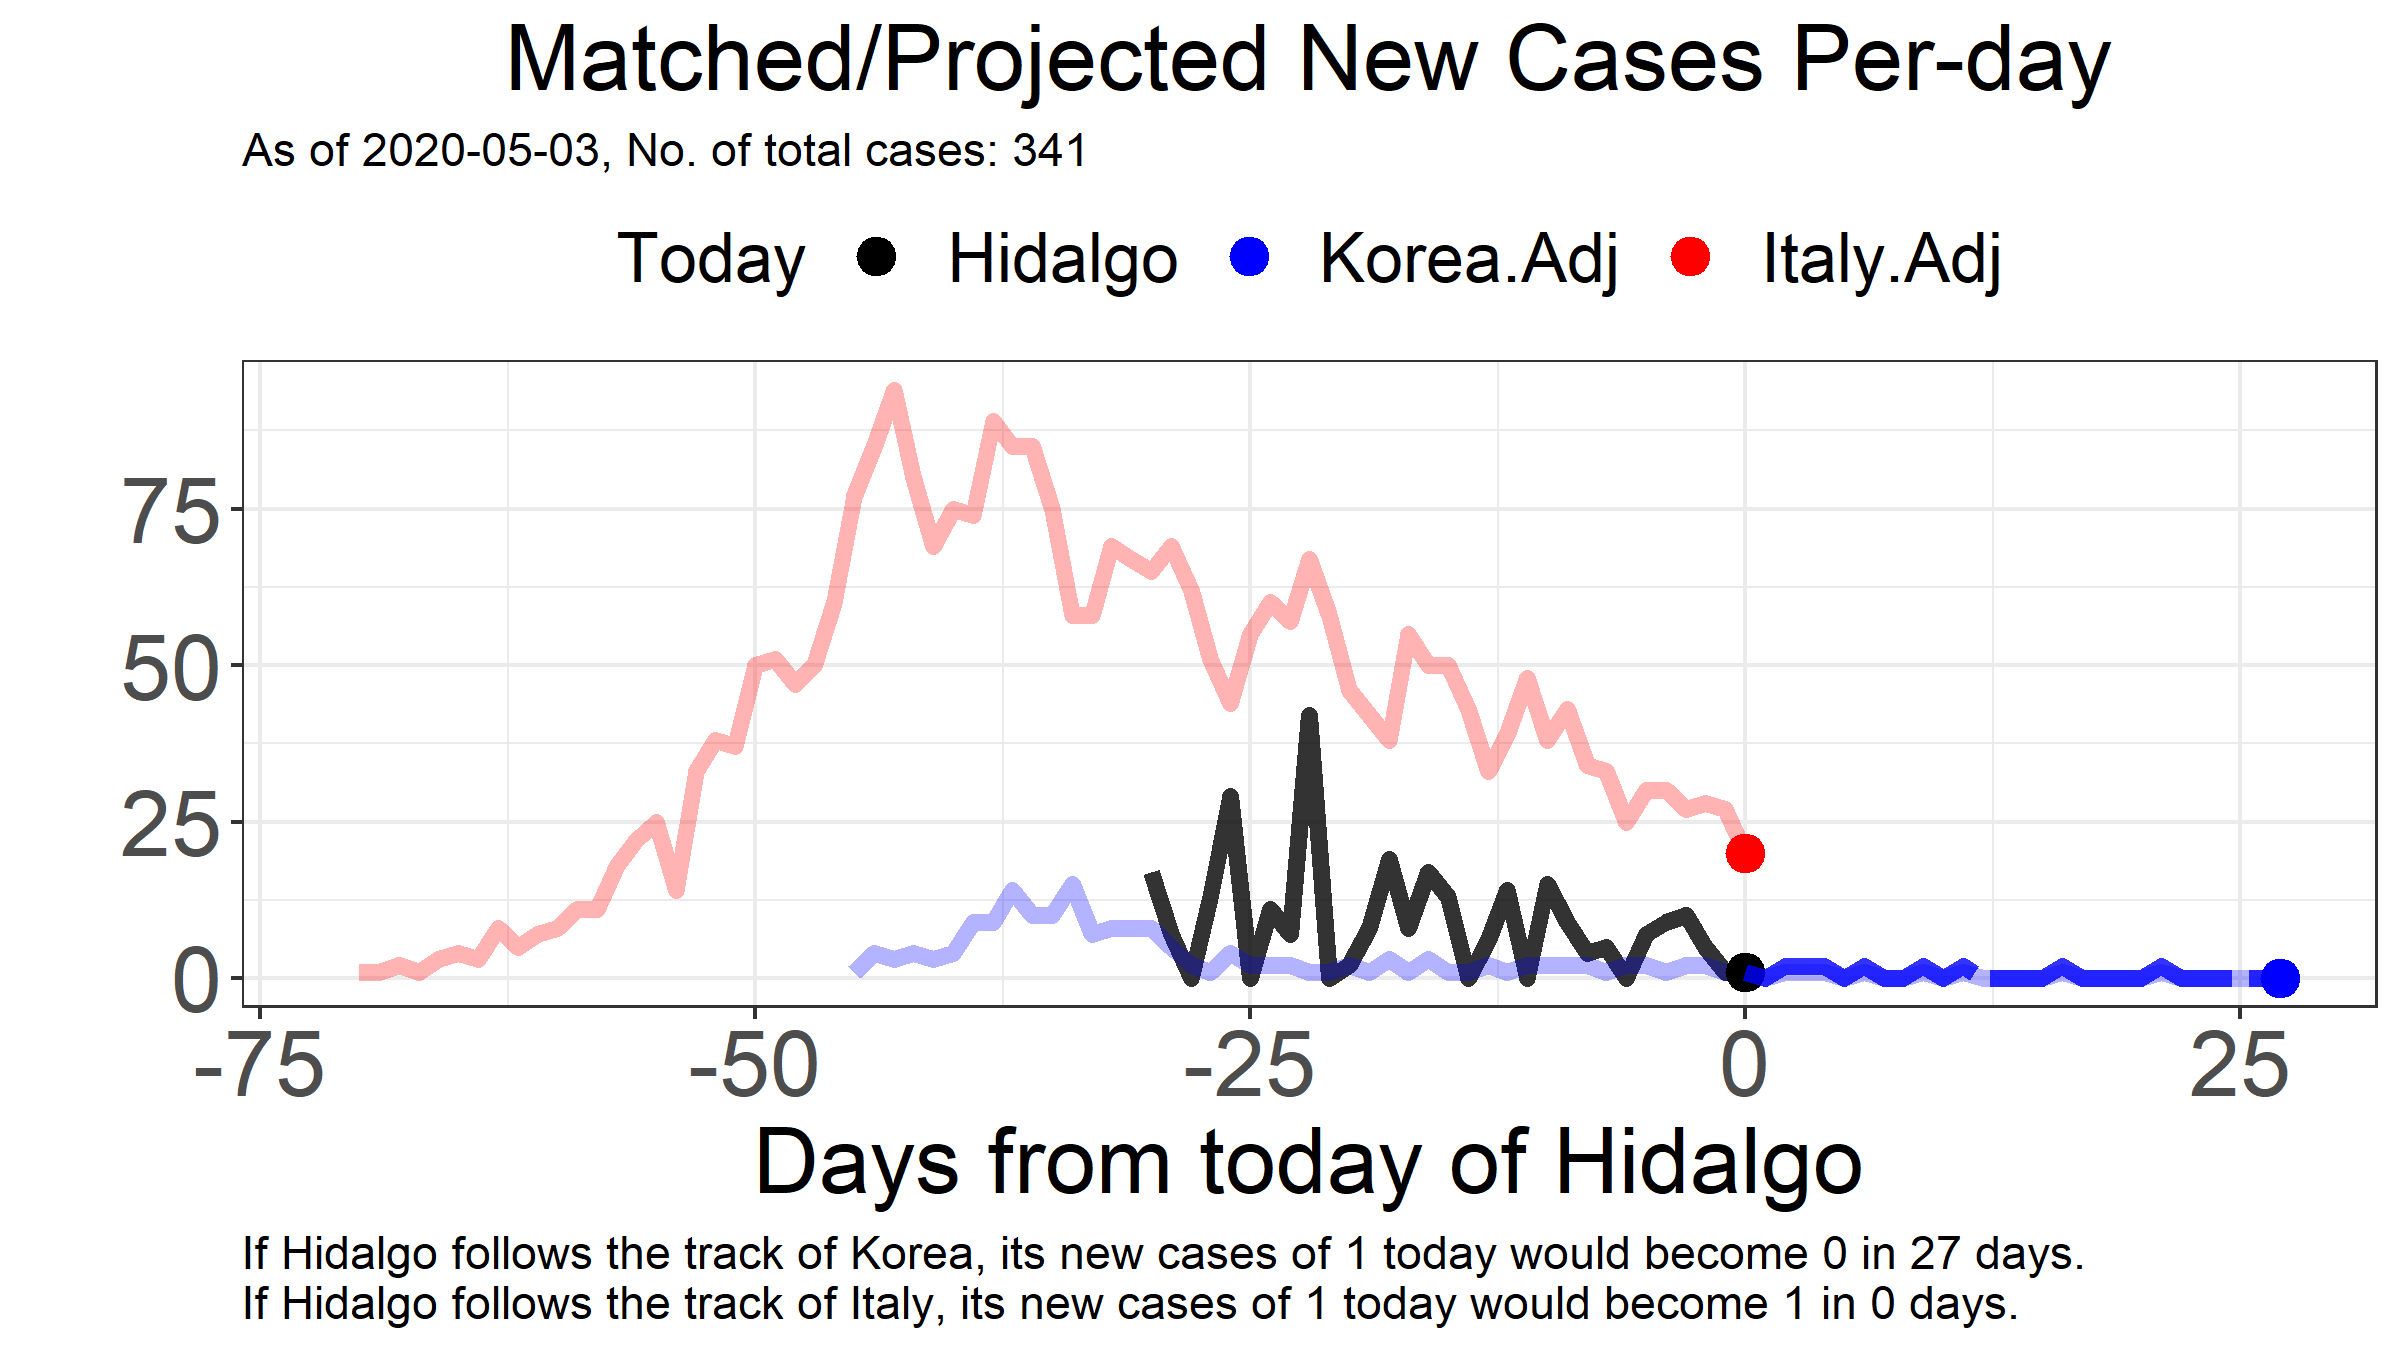 Matched/Projected New Cases Per-day
As of 2020-05-03, No. of total cases: 341
Today Hidalgo Korea.Adj Italy.Adj
75
50
25
0
-75 -50 -25 0 25
Days from today of Hidalgo
If Hidalgo follows the track of Korea, its new cases of 1 today would become 0 in 27 days.
If Hidalgo follows the track of Italy, its new cases of 1 today would become 1 in 0 days.